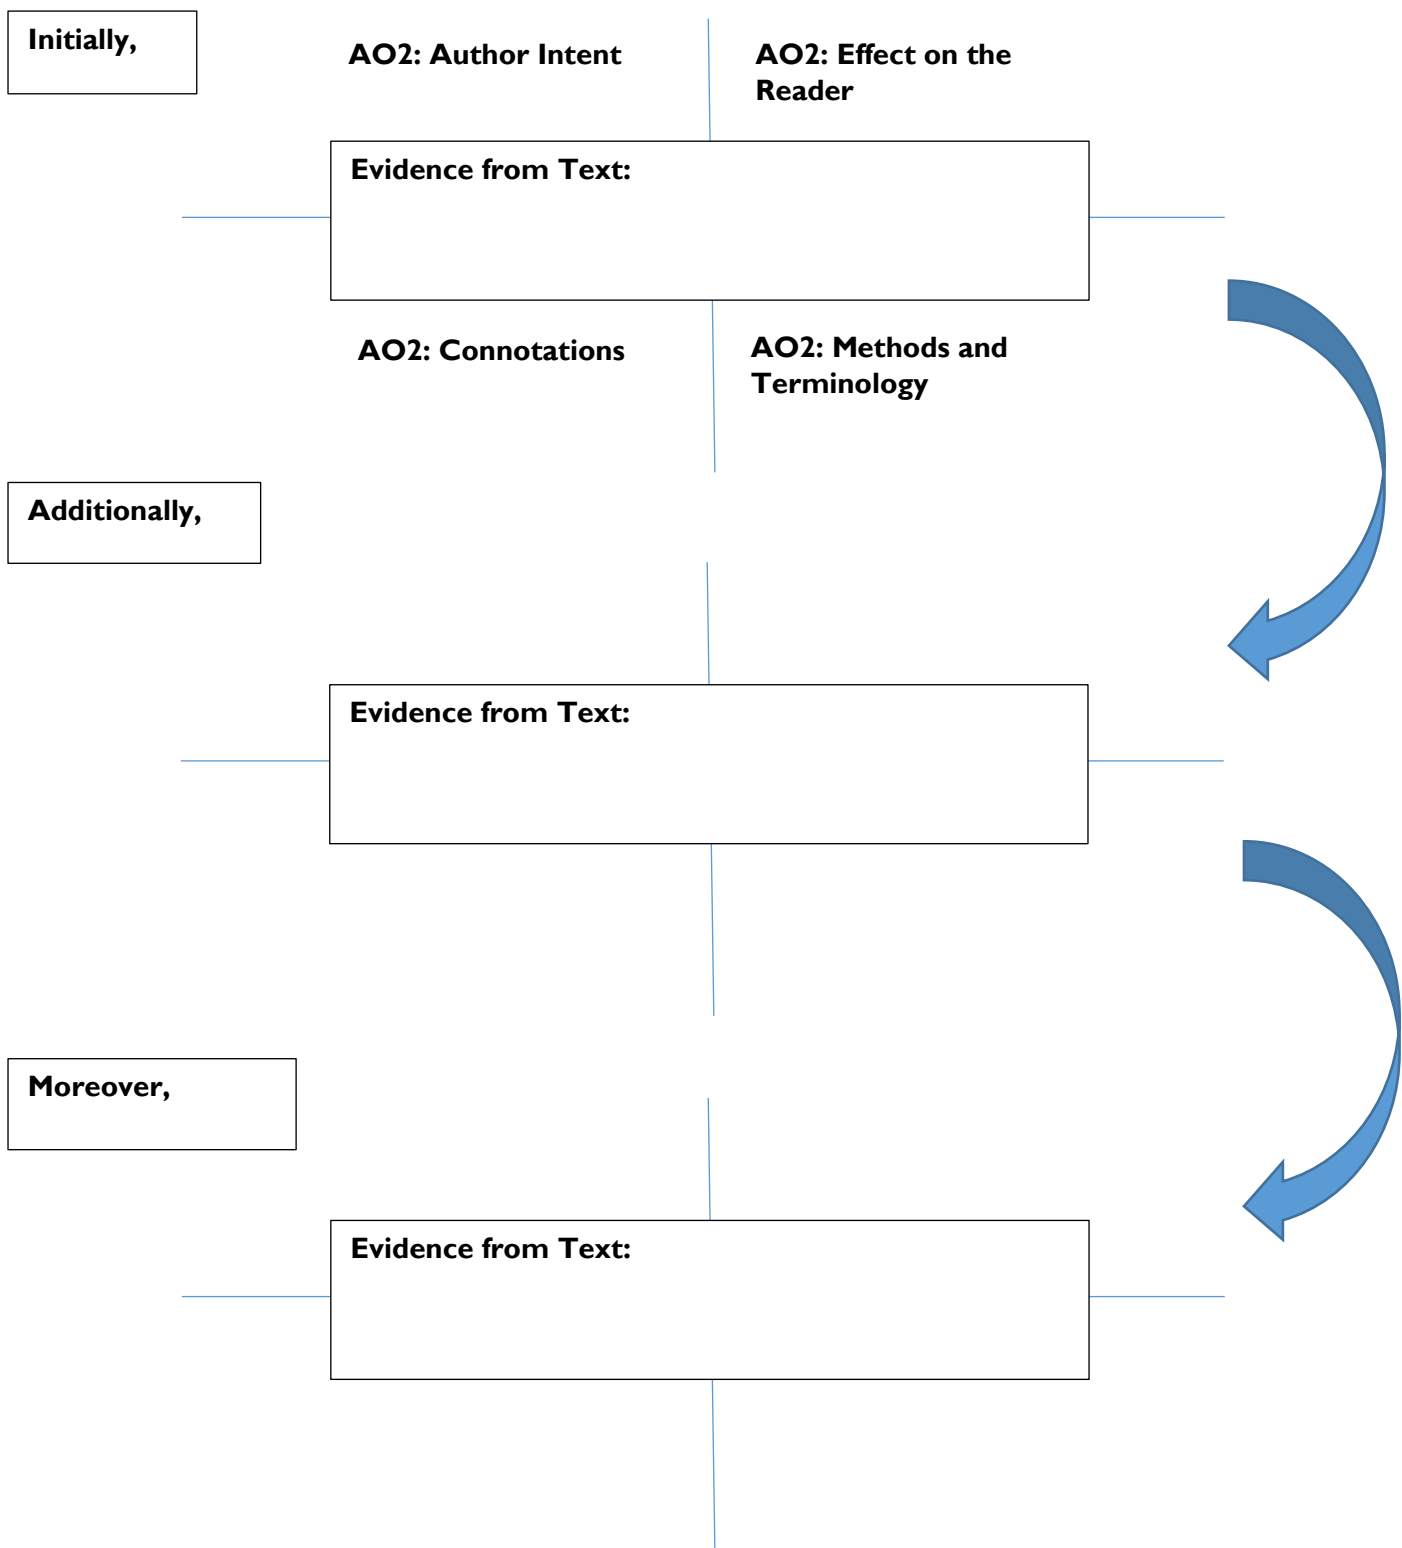 Initially,
AO2: Author Intent
AO2: Effect on the
Reader
Evidence from Text:
AO2: Connotations
AO2: Methods and
Terminology
Additionally,
Evidence from Text:
Moreover,
Evidence from Text: